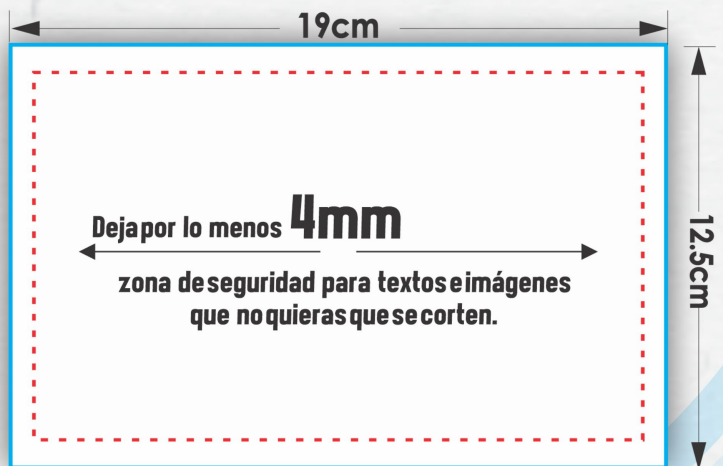 19cm
Deja por lo menos 4mm
zona de seguridad para textos e imágenes
que no quieras que se corten.
12.5cm